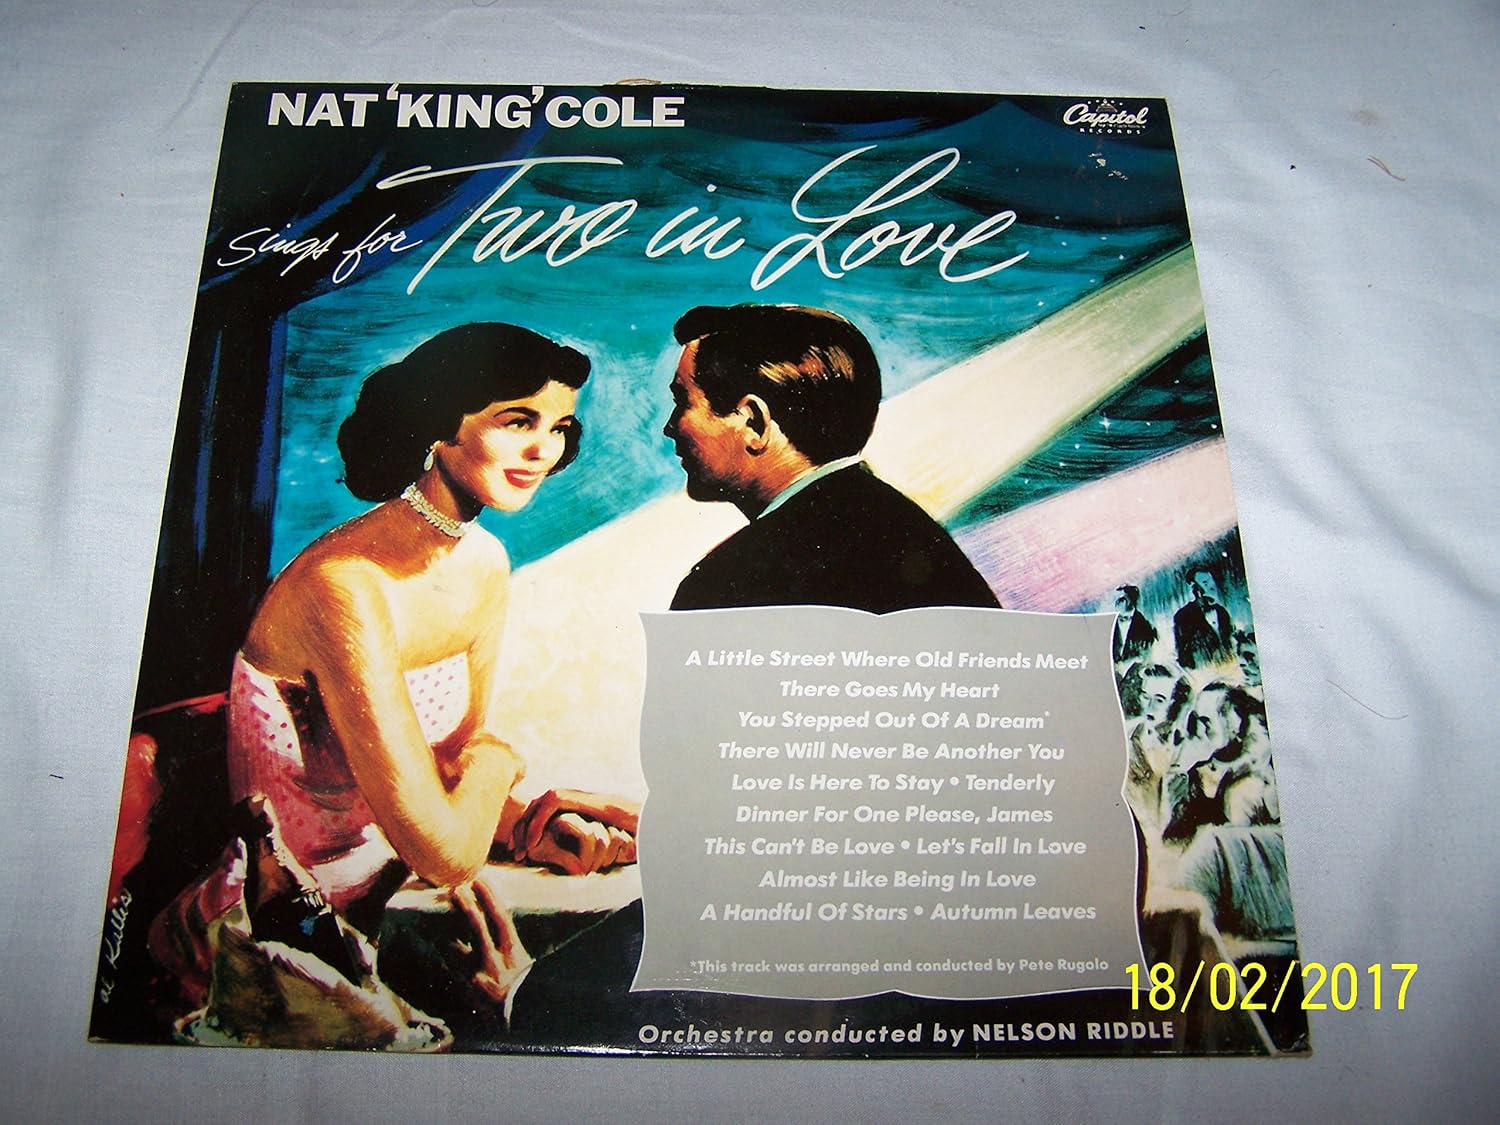 NAT 'KING' COLE
Capitol
RECORDS
Sings for Two in Love
A Little Street Where Old Friends Meet
There Goes My Heart
You Stepped Out Of A Dream*
There Will Never Be Another You
Love Is Here To Stay • Tenderly
Dinner For One Please, James
This Can't Be Love • Let's Fall In Love
Almost Like Being In Love
A Handful Of Stars • Autumn Leaves
*This track was arranged and conducted by Pete Rugolo
al Kilas
Orchestra conducted by NELSON RIDDLE
18/02/2017